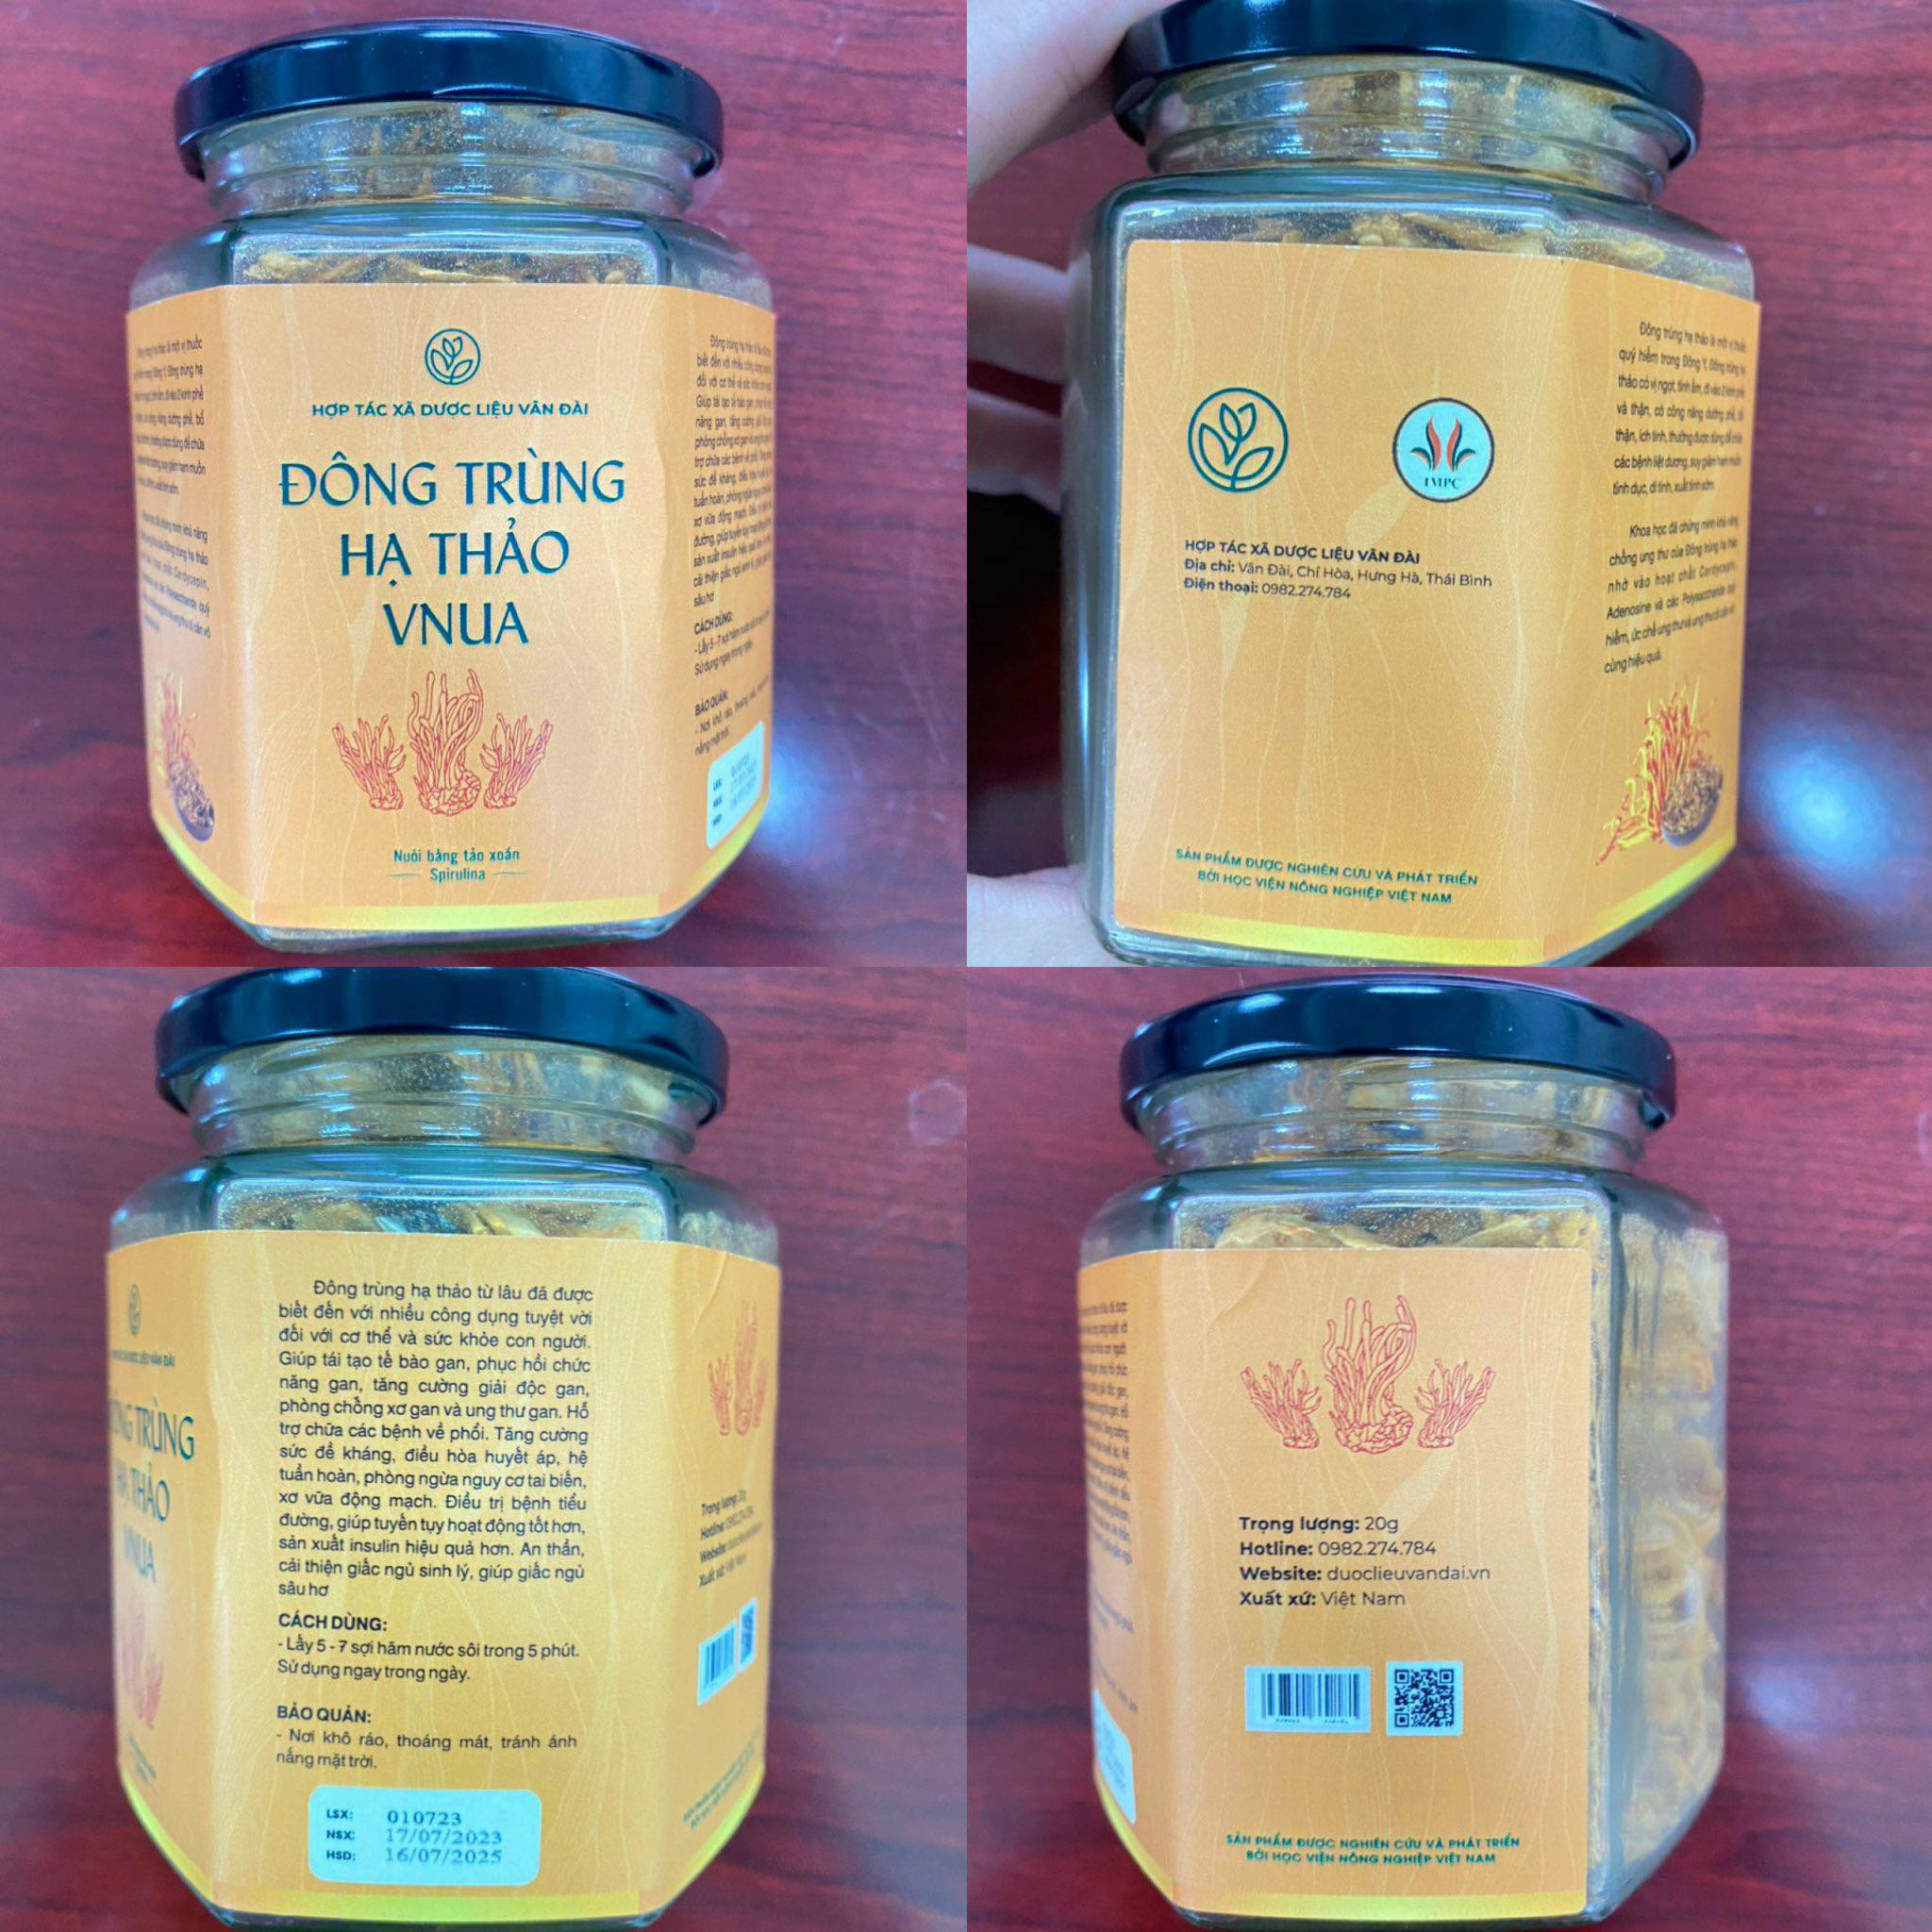 HỢP TÁC XÃ DƯỢC LIỆU VÂN ĐÀI
ĐÔNG TRÙNG
HẠ THẢO
VNUA
Nuôi bằng tảo xoắn
Spirulina
CÁCH DÙNG:
BẢO QUẢN:
IMPC
HỢP TÁC XÃ DƯỢC LIỆU VÂN ĐÀI
Địa chỉ: Vân Đài, Chí Hòa, Hưng Hà, Thái Bình
Điện thoại: 0982.274.784
SẢN PHẨM ĐƯỢC NGHIÊN CỨU VÀ PHÁT TRIỂN
BỞI HỌC VIỆN NÔNG NGHIỆP VIỆT NAM
Đông trùng hạ thảo là một vị thuốc
quý hiếm trong Đông Y. Đông trùng hạ
thảo có vị ngọt, tính ấm, đi vào 2 kinh phế
và thận, có công năng dưỡng phế, bổ
thận, ích tinh, thường được dùng để chữa
các bệnh liệt dương, suy giảm ham muốn
tình dục, di tinh, xuất tinh sớm.
Khoa học đã chứng minh khả năng
chống ung thư của Đông trùng hạ thảo
nhờ vào hoạt chất Cordycepin,
Adenosine và các Polysaccharide quý
hiếm, ức chế ung thư và ung thư di căn vô
cùng hiệu quả.
Đông trùng hạ thảo từ lâu đã được
biết đến với nhiều công dụng tuyệt vời
đối với cơ thể và sức khỏe con người.
Giúp tái tạo tế bào gan, phục hồi chức
năng gan, tăng cường giải độc gan,
phòng chống xơ gan và ung thư gan. Hỗ
trợ chữa các bệnh về phổi. Tăng cường
sức đề kháng, điều hòa huyết áp, hệ
tuần hoàn, phòng ngừa nguy cơ tai biến,
xơ vữa động mạch. Điều trị bệnh tiểu
đường, giúp tuyến tụy hoạt động tốt hơn,
sản xuất insulin hiệu quả hơn. An thần,
cải thiện giấc ngủ sinh lý, giúp giấc ngủ
sâu hơ
CÁCH DÙNG:
- Lấy 5 - 7 sợi hãm nước sôi trong 5 phút.
Sử dụng ngay trong ngày.
BẢO QUẢN:
- Nơi khô ráo, thoáng mát, tránh ánh
nắng mặt trời.
LSX: 010723
NSX: 17/07/2023
HSD: 16/07/2025
Trọng lượng: 20g
Hotline: 0982.274.784
Website: duoclieuvandai.vn
Xuất xứ: Việt Nam
SẢN PHẨM ĐƯỢC NGHIÊN CỨU VÀ PHÁT TRIỂN
BỞI HỌC VIỆN NÔNG NGHIỆP VIỆT NAM